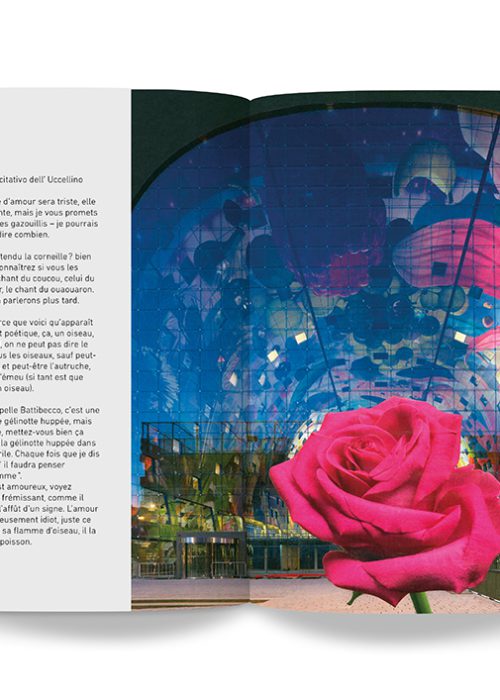 citativo dell' Uccellino
e d'amour sera triste, elle
nte, mais je vous promets
es gazouillis – je pourrais
dire combien.
tendu la corneille ? bien
onnaîtrez si vous les
chant du coucou, celui du
r, le chant du ouaouaron.
n parlerons plus tard.
rce que voici qu'apparaît
t poétique, ça, un oiseau,
, on ne peut pas dire le
us les oiseaux, sauf peut-
et peut-être l'autruche,
'émeu (si tant est que
n oiseau).
pelle Battibecco, c'est une
e gélinotte huppée, mais
, mettez-vous bien ça
la gélinotte huppée dans
rile. Chaque fois que je dis
" il faudra penser
mme".
st amoureux, voyez
frémissant, comme il
l'affût d'un signe. L'amour
eusement idiot, juste ce
sa flamme d'oiseau, il la
poisson.